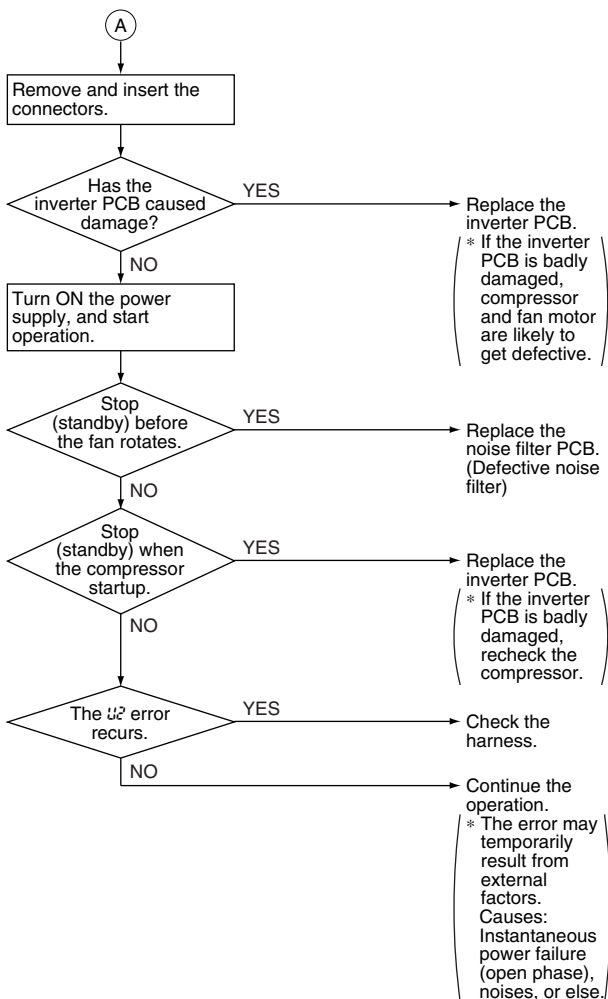 A
Remove and insert the
connectors.
Has the
inverter PCB caused
damage?
YES
Replace the
inverter PCB.
* If the inverter
PCB is badly
damaged,
compressor
and fan motor
are likely to
get defective.
NO
Turn ON the power
supply, and start
operation.
Stop
(standby) before
the fan rotates.
YES
Replace the
noise filter PCB.
(Defective noise
filter)
NO
Stop
(standby) when
the compressor
startup.
YES
Replace the
inverter PCB.
* If the inverter
PCB is badly
damaged,
recheck the
compressor.
NO
The U2 error
recurs.
YES
Check the
harness.
NO
Continue the
operation.
* The error may
temporarily
result from
external
factors.
Causes:
Instantaneous
power failure
(open phase),
noises, or else.